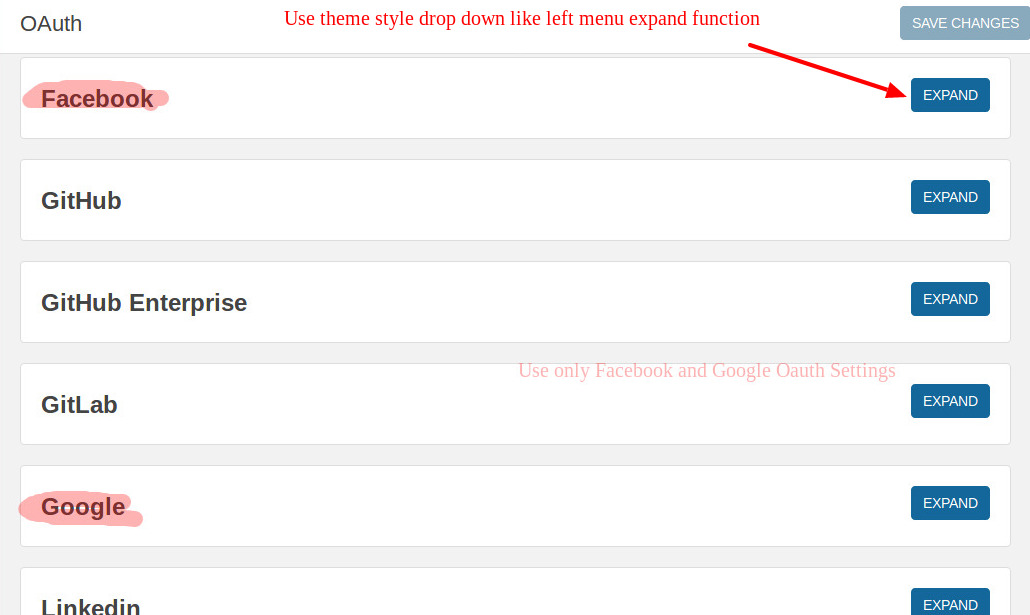 OAuth
Use theme style drop down like left menu expand function
SAVE CHANGES
Facebook
EXPAND
GitHub
EXPAND
GitHub Enterprise
EXPAND
Use only Facebook and Google Oauth Settings
GitLab
EXPAND
Google
EXPAND
Linkedin
EXPAND